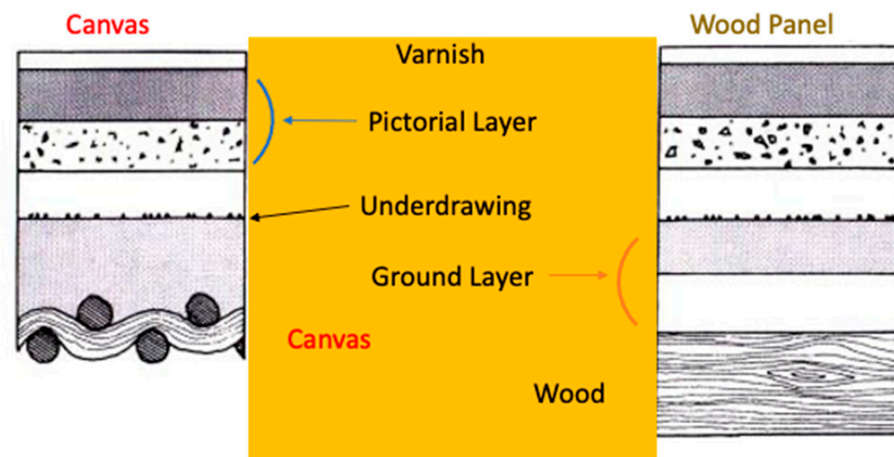 Canvas
Wood Panel
Varnish
Pictorial Layer
Underdrawing
Ground Layer
Canvas
Wood